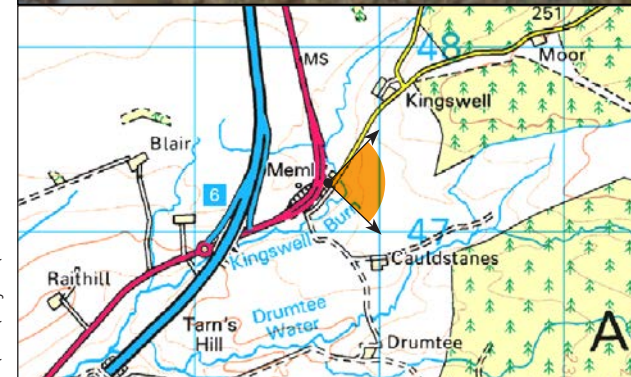 251
48
Moor
MS
Kingswell
Blair
Meml
6
47
Kingswell Burn
Cauldstanes
Raithill
Drumtee
Water
Tarn's
Hill
Drumtee
A